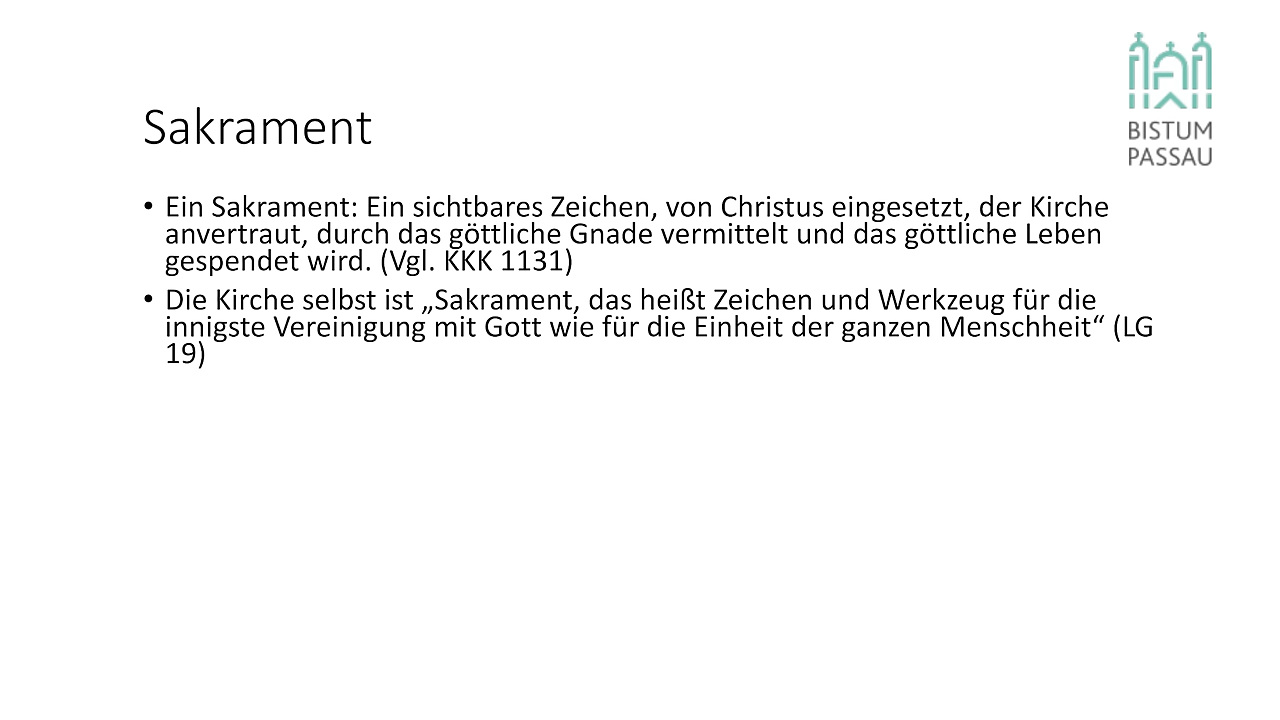 BISTUM
PASSAU
Sakrament
• Ein Sakrament: Ein sichtbares Zeichen, von Christus eingesetzt, der Kirche
anvertraut, durch das göttliche Gnade vermittelt und das göttliche Leben
gespendet wird. (Vgl. KKK 1131)
• Die Kirche selbst ist „Sakrament, das heißt Zeichen und Werkzeug für die
innigste Vereinigung mit Gott wie für die Einheit der ganzen Menschheit“ (LG
19)